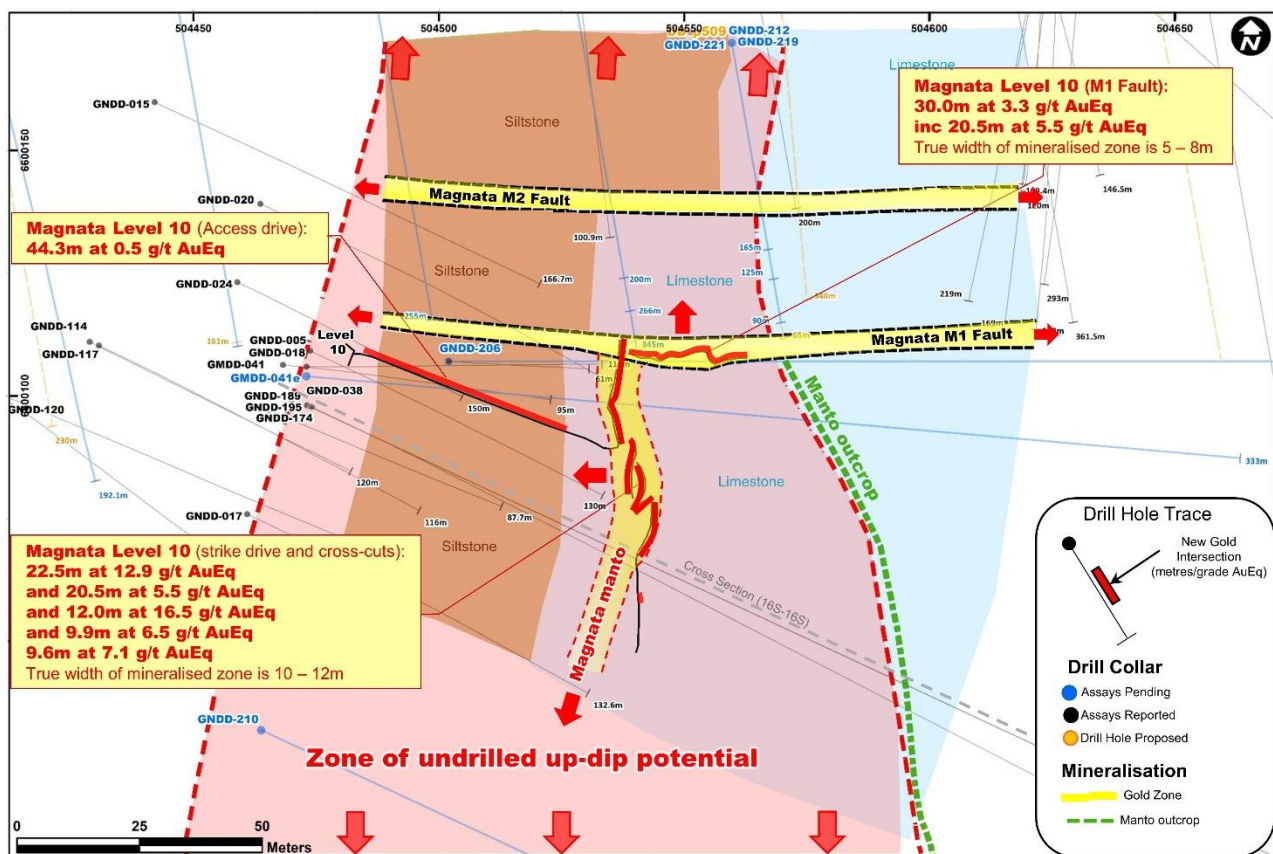 504450
504500
504550
504600
504650
N
GNDD-212
GNDD-221
GNDD-219
GNDD-015
Limestone
Siltstone
Magnata Level 10 (M1 Fault):
30.0m at 3.3 g/t AuEq
inc 20.5m at 5.5 g/t AuEq
True width of mineralised zone is 5 – 8m
6600150
146.5m
Magnata M2 Fault
GNDD-020
120m
200m
100.9m
Magnata Level 10 (Access drive):
44.3m at 0.5 g/t AuEq
165m
Siltstone
Limestone
166.7m
200m
125m
GNDD-024
219m
293m
340m
266m
90m
169m
255m
GNDD-114
GNDD-117
GNDD-005
GNDD-018
Level
10
161m
345m
65m
Magnata M1 Fault
361.5m
GMDD-041
GNDD-206
GMDD-041e
61m
GNDD-038
GNDD-189
GNDD-195
GNDD-174
150m
95m
6600100
GNDD-120
230m
Manto outcrop
333m
192.1m
120m
130m
Limestone
87.7m
116m
GNDD-017
Siltstone
Cross Section (16S-16S)
Magnata Level 10 (strike drive and cross-cuts):
22.5m at 12.9 g/t AuEq
and 20.5m at 5.5 g/t AuEq
and 12.0m at 16.5 g/t AuEq
and 9.9m at 6.5 g/t AuEq
9.6m at 7.1 g/t AuEq
True width of mineralised zone is 10 – 12m
Magnata manto
132.6m
GNDD-210
Zone of undrilled up-dip potential
Drill Hole Trace
New Gold
Intersection
(metres/grade AuEq)
Drill Collar
Assays Pending
Assays Reported
Drill Hole Proposed
Mineralisation
Gold Zone
Manto outcrop
0
25
50
Meters